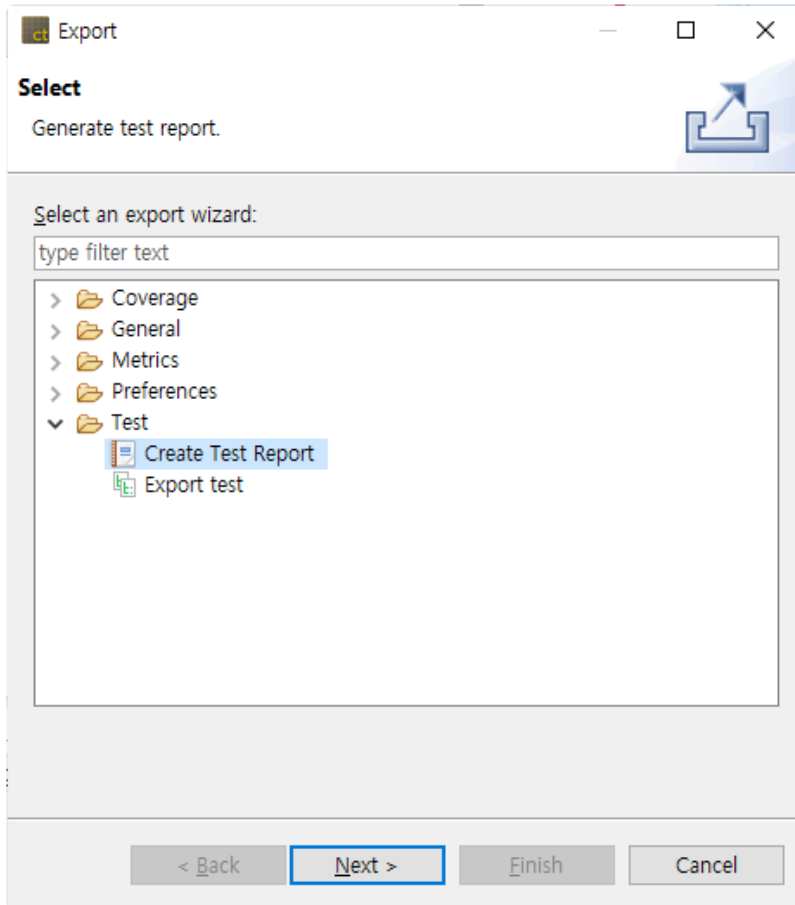 ct Export
Select
Generate test report.
Select an export wizard:
type filter text
Coverage
General
Metrics
Preferences
Test
Create Test Report
Export test
< Back Next > Finish Cancel